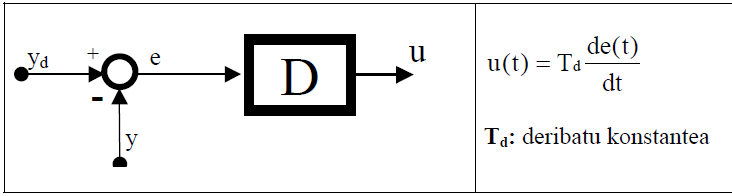 y_d
+
e
-
D
u
y
u(t) = T_d de(t)/dt
T_d: deribatu konstantea